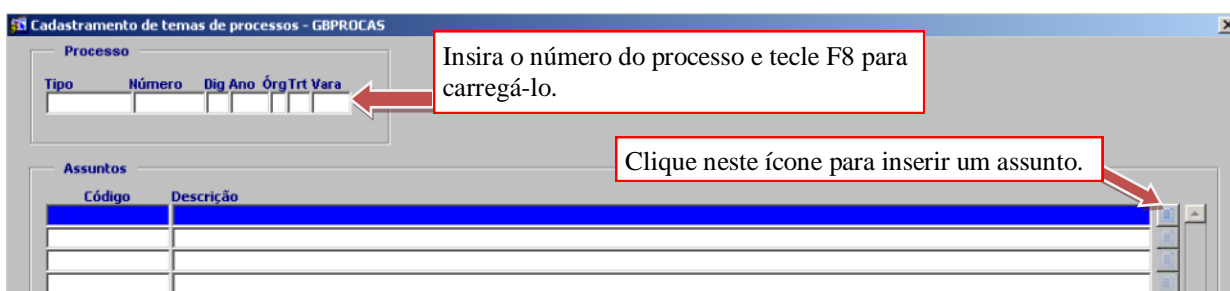 Cadastramento de temas de processos - GBPROCAS
Processo
Insira o número do processo e tecle F8 para
carregá-lo.
Tipo Número Dig Ano Órg Trt Vara
Clique neste ícone para inserir um assunto.
Assuntos
Código Descrição